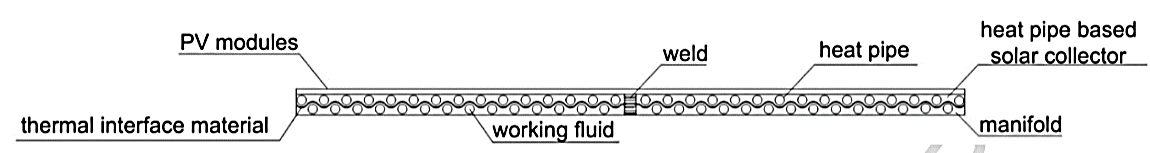 heat pipe based
solar collector
PV modules
weld
heat pipe
thermal interface material
working fluid
manifold